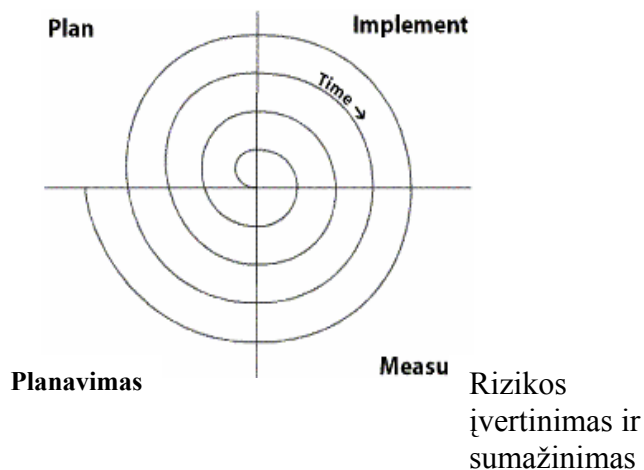 Plan
Implement
Time →
Planavimas
Measu
Rizikos
įvertinimas ir
sumažinimas